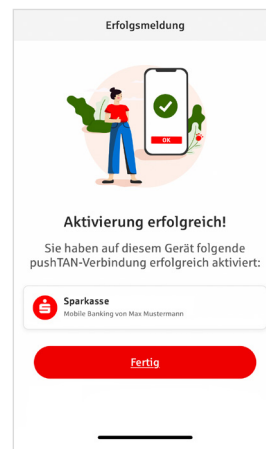 Erfolgsmeldung
OK
Aktivierung erfolgreich!
Sie haben auf diesem Gerät folgende
pushTAN-Verbindung erfolgreich aktiviert:
Sparkasse
Mobile Banking von Max Mustermann
Fertig